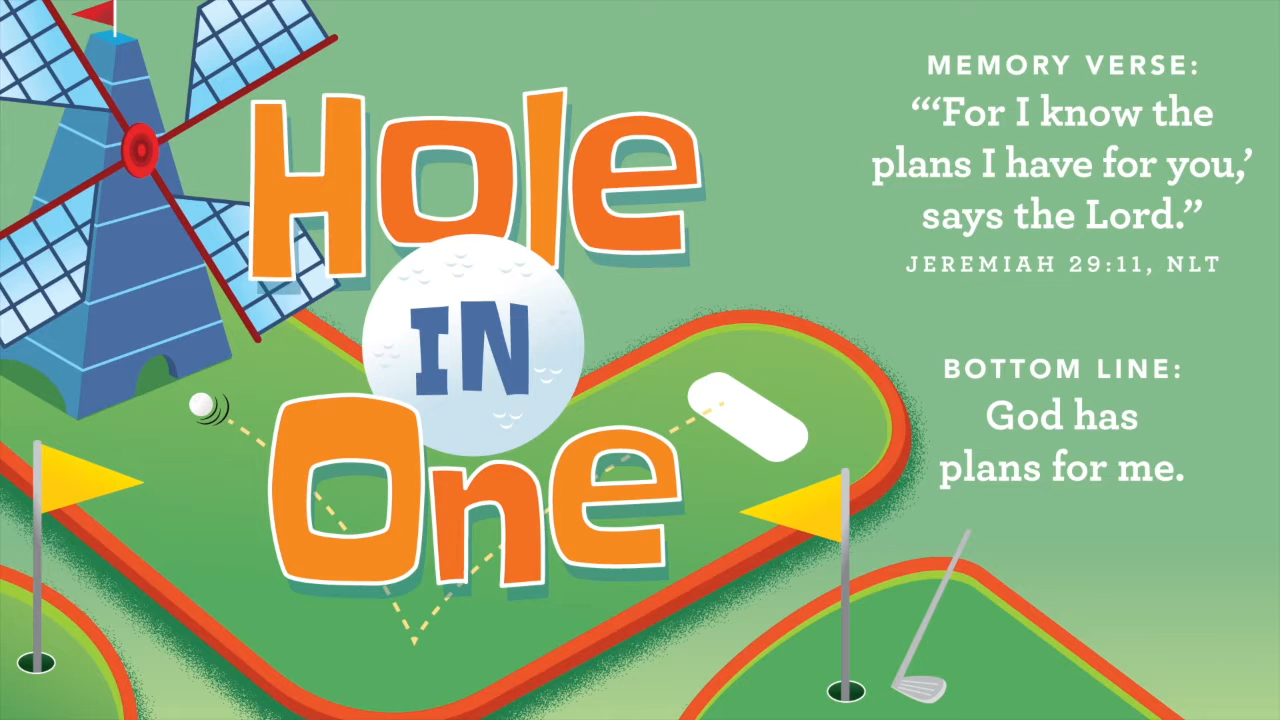 Hole
IN
One
MEMORY VERSE:
“‘For I know the
plans I have for you,’
says the Lord.”
JEREMIAH 29:11, NLT
BOTTOM LINE:
God has
plans for me.